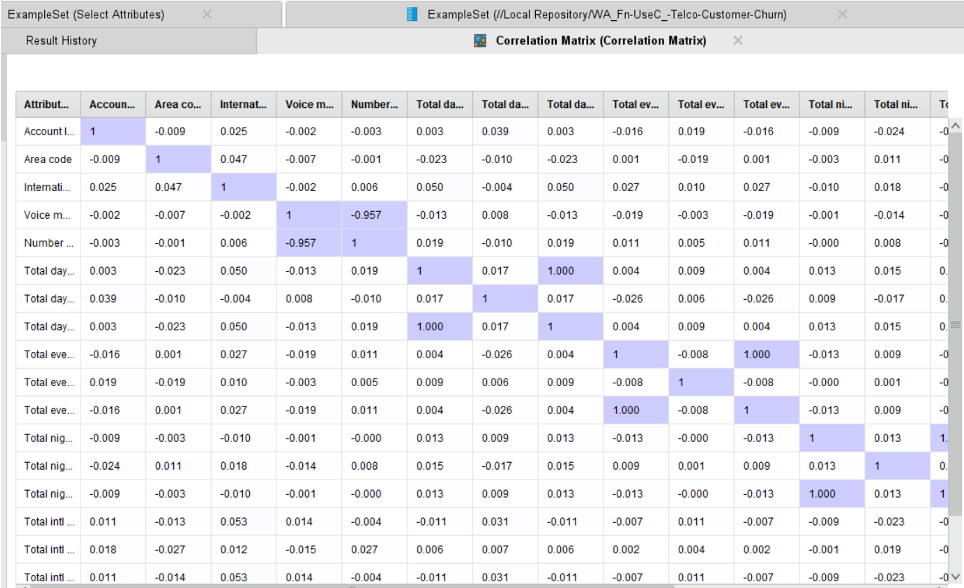 ExampleSet (Select Attributes) ExampleSet (//Local Repository/WA_Fn-UseC_-Telco-Customer-Churn)
Result History Correlation Matrix (Correlation Matrix)
Attribut... Accoun... Area co... Internat... Voice m... Number... Total da... Total da... Total da... Total ev... Total ev... Total ev... Total ni... Total ni... To
Account l... 1 -0.009 0.025 -0.002 -0.003 0.003 0.039 0.003 -0.016 0.019 -0.016 -0.009 -0.024 -0
Area code -0.009 1 0.047 -0.007 -0.001 -0.023 -0.010 -0.023 0.001 -0.019 0.001 -0.003 0.011 -0
Internati... 0.025 0.047 1 -0.002 0.006 0.050 -0.004 0.050 0.027 0.010 0.027 -0.010 0.018 -0
Voice m... -0.002 -0.007 -0.002 1 -0.957 -0.013 0.008 -0.013 -0.019 -0.003 -0.019 -0.001 -0.014 -0
Number ... -0.003 -0.001 0.006 -0.957 1 0.019 -0.010 0.019 0.011 0.005 0.011 -0.000 0.008 -0
Total day... 0.003 -0.023 0.050 -0.013 0.019 1 0.017 1.000 0.004 0.009 0.004 0.013 0.015 0.
Total day... 0.039 -0.010 -0.004 0.008 -0.010 0.017 1 0.017 -0.026 0.006 -0.026 0.009 -0.017 0.
Total day... 0.003 -0.023 0.050 -0.013 0.019 1.000 0.017 1 0.004 0.009 0.004 0.013 0.015 0.
Total eve... -0.016 0.001 0.027 -0.019 0.011 0.004 -0.026 0.004 1 -0.008 1.000 -0.013 0.009 -0
Total eve... 0.019 -0.019 0.010 -0.003 0.005 0.009 0.006 0.009 -0.008 1 -0.008 -0.000 0.001 -0
Total eve... -0.016 0.001 0.027 -0.019 0.011 0.004 -0.026 0.004 1.000 -0.008 1 -0.013 0.009 -0
Total nig... -0.009 -0.003 -0.010 -0.001 -0.000 0.013 0.009 0.013 -0.013 -0.000 -0.013 1 0.013 1.
Total nig... -0.024 0.011 0.018 -0.014 0.008 0.015 -0.017 0.015 0.009 0.001 0.009 0.013 1 0.
Total nig... -0.009 -0.003 -0.010 -0.001 -0.000 0.013 0.009 0.013 -0.013 -0.000 -0.013 1.000 0.013 1
Total intl ... 0.011 -0.013 0.053 0.014 -0.004 -0.011 0.031 -0.011 -0.007 0.011 -0.007 -0.009 -0.023 -0
Total intl ... 0.018 -0.027 0.012 -0.015 0.027 0.006 0.007 0.006 0.002 0.004 0.002 -0.001 0.019 -0
Total intl ... 0.011 -0.014 0.053 0.014 -0.004 -0.011 0.031 -0.011 -0.007 0.011 -0.007 -0.009 -0.023 -0